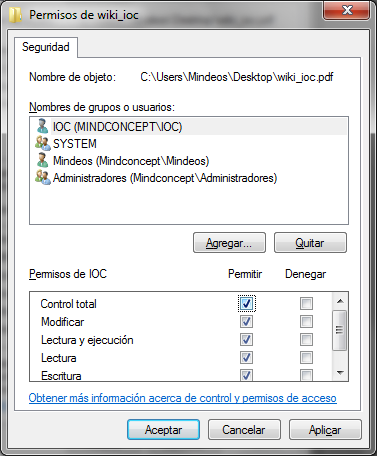 Permisos de wiki_ioc
Seguridad
Nombre de objeto: C:\Users\Mindeos\Desktop\wiki_ioc.pdf
Nombres de grupos o usuarios:
IOC (MINDCONCEPT\IOC)
SYSTEM
Mindeos (Mindconcept\Mindeos)
Administradores (Mindconcept\Administradores)
Agregar... Quitar
Permisos de IOC Permitir Denegar
Control total
Modificar
Lectura y ejecución
Lectura
Escritura
Obtener más información acerca de control y permisos de acceso
Aceptar Cancelar Aplicar